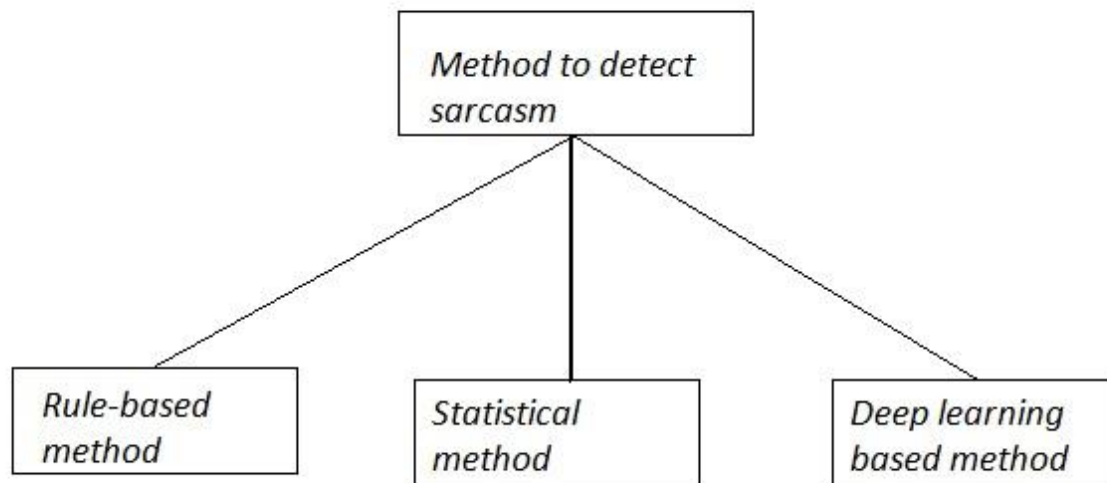 Method to detect
sarcasm
Rule-based
method
Statistical
method
Deep learning
based method